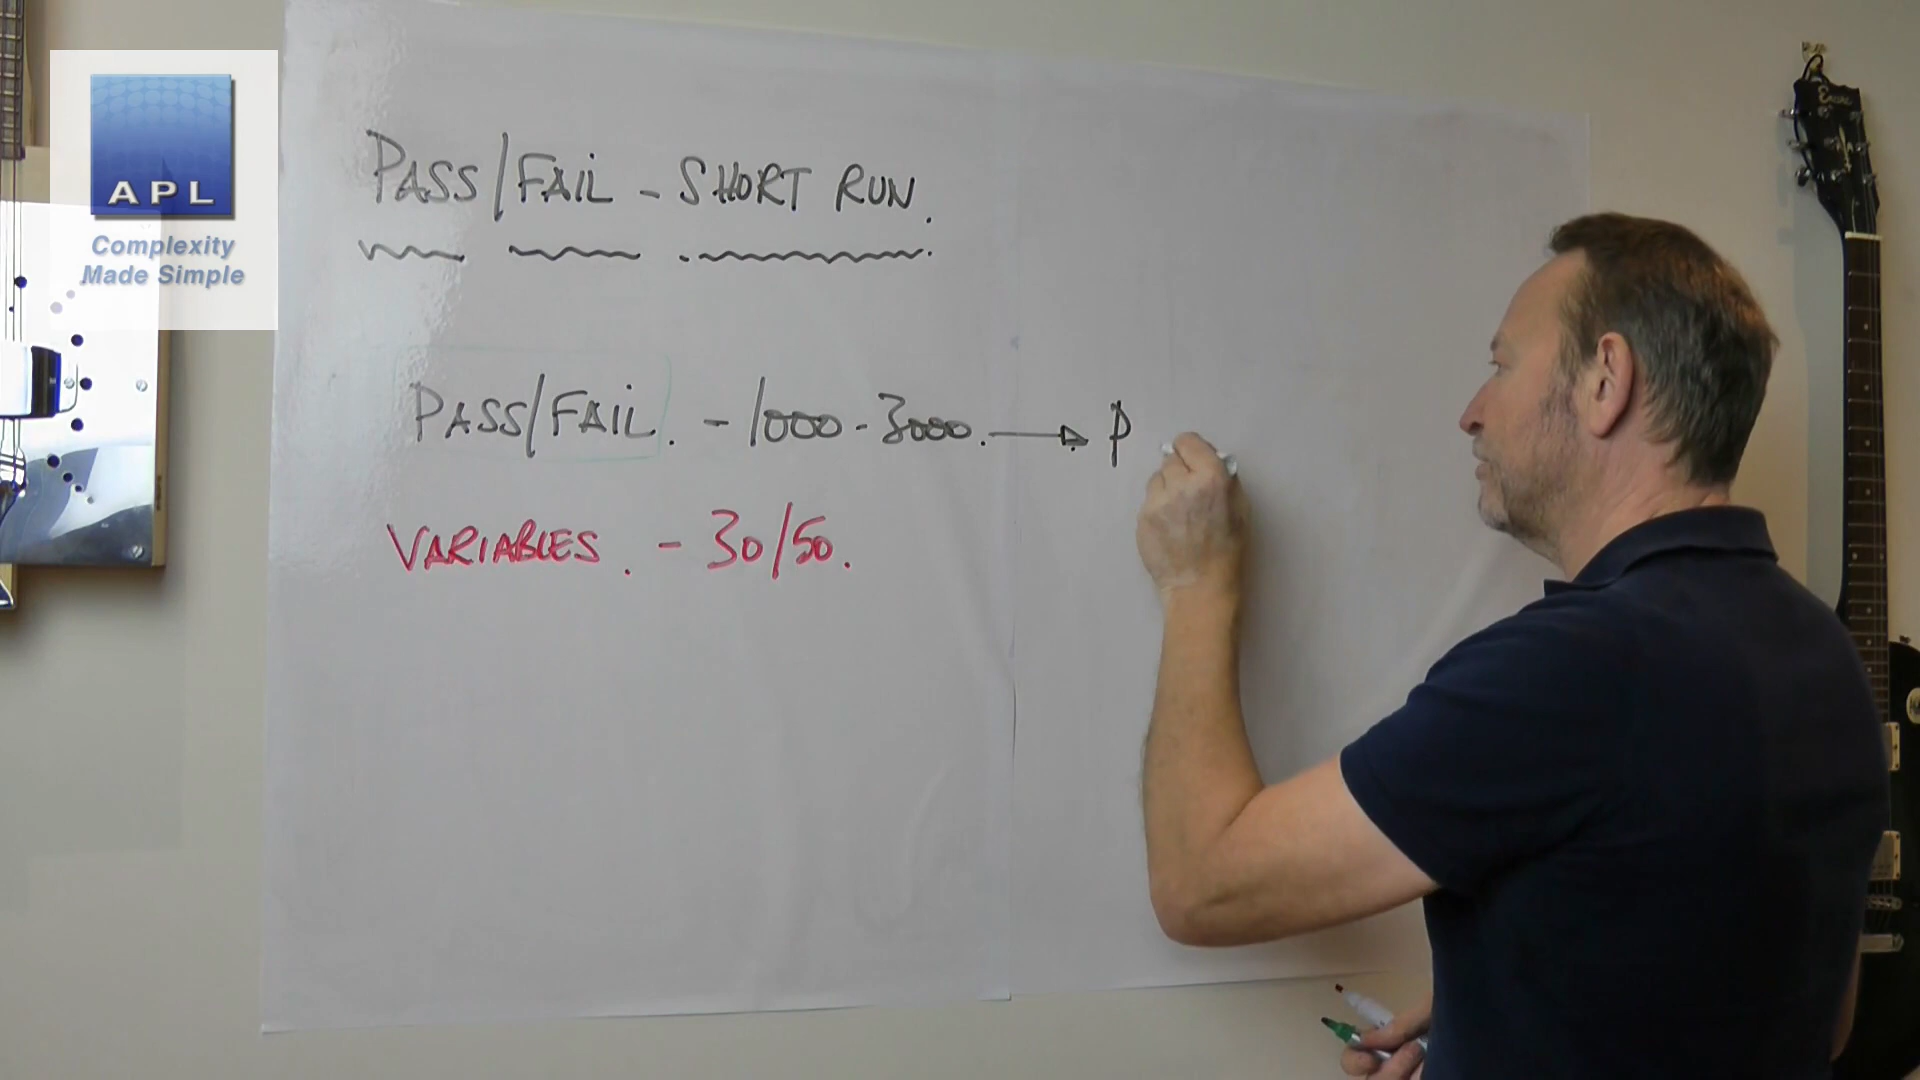 APL
Complexity
Made Simple
PASS/FAIL - SHORT RUN.
PASS/FAIL. - 1000 - 3000. → P
VARIABLES. - 30/50.